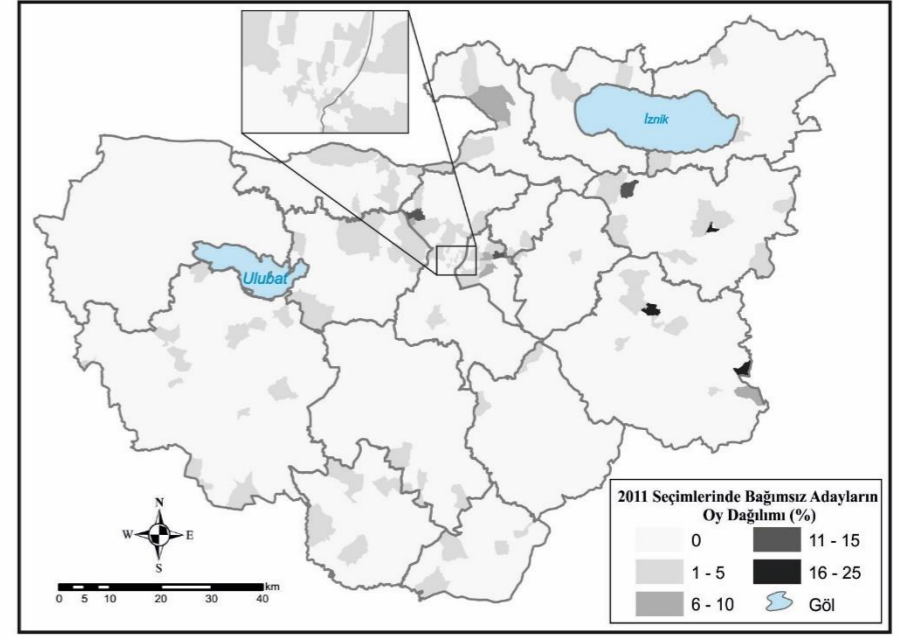 İznik
Ulubat
N
W E
S
km
0 5 10 20 30 40
2011 Seçimlerinde Bağımsız Adayların
Oy Dağılımı (%)
0 11 - 15
1 - 5 16 - 25
6 - 10 Göl